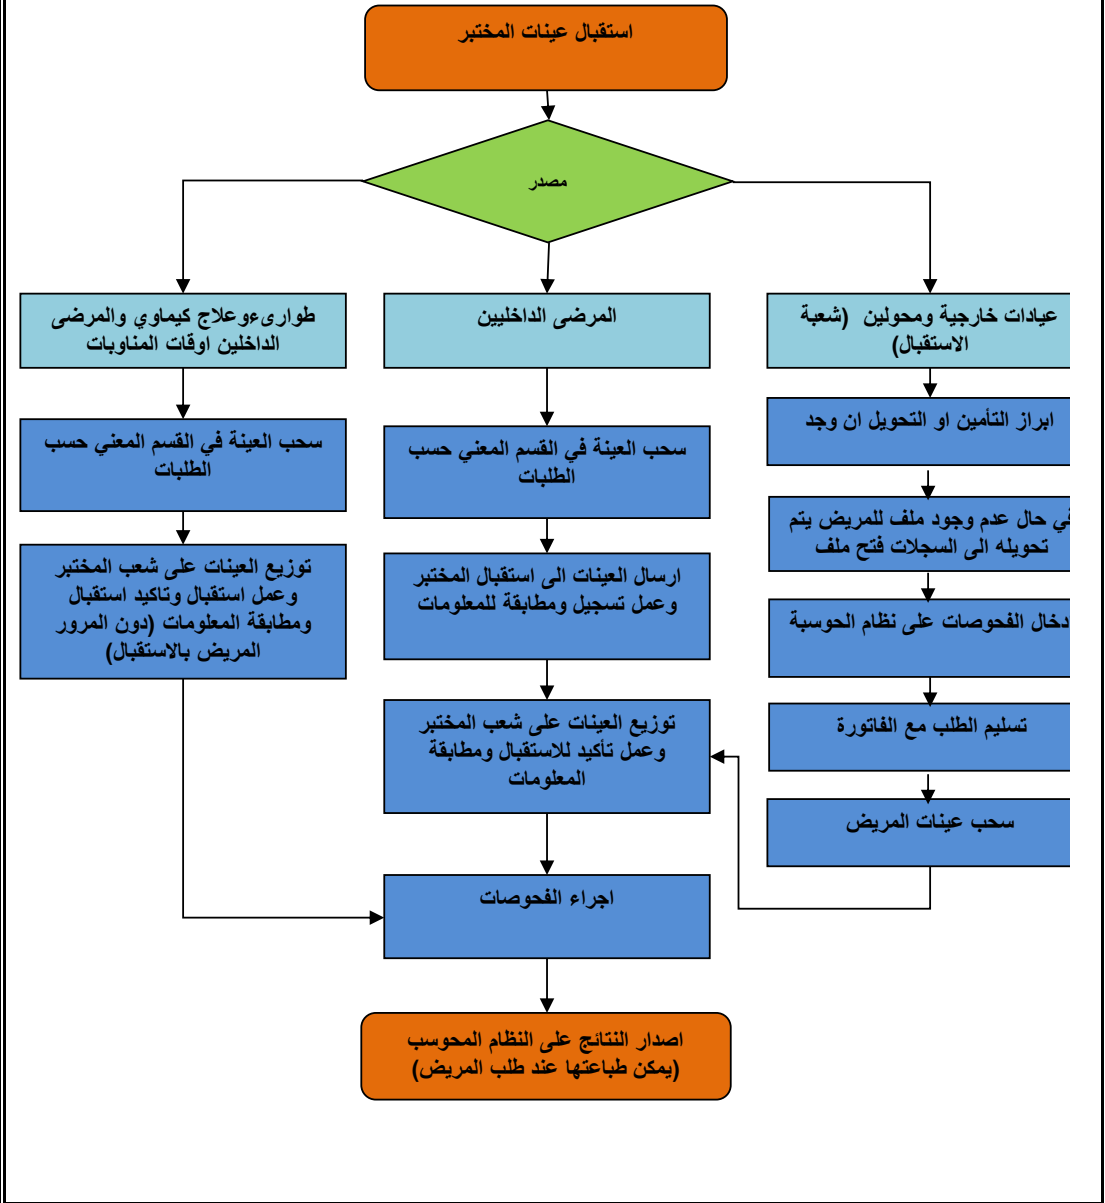 استقبال عينات المختبر
مصدر
عيادات خارجية ومحولين (شعبة
الاستقبال)
ابراز التأمين او التحويل ان وجد
في حال عدم وجود ملف للمريض يتم
تحويله الى السجلات فتح ملف
دخال الفحوصات على نظام الحوسبة
تسليم الطلب مع الفاتورة
سحب عينات المريض
المرضى الداخليين
سحب العينة في القسم المعني حسب
الطلبات
ارسال العينات الى استقبال المختبر
وعمل تسجيل ومطابقة للمعلومات
توزيع العينات على شعب المختبر
وعمل تأكيد للاستقبال ومطابقة
المعلومات
طوارىءوعلاج كيماوي والمرضى
الداخلين اوقات المناوبات
سحب العينة في القسم المعني حسب
الطلبات
توزيع العينات على شعب المختبر
وعمل استقبال وتاكيد استقبال
ومطابقة المعلومات (دون المرور
المريض بالاستقبال)
اجراء الفحوصات
اصدار النتائج على النظام المحوسب
(يمكن طباعتها عند طلب المريض)